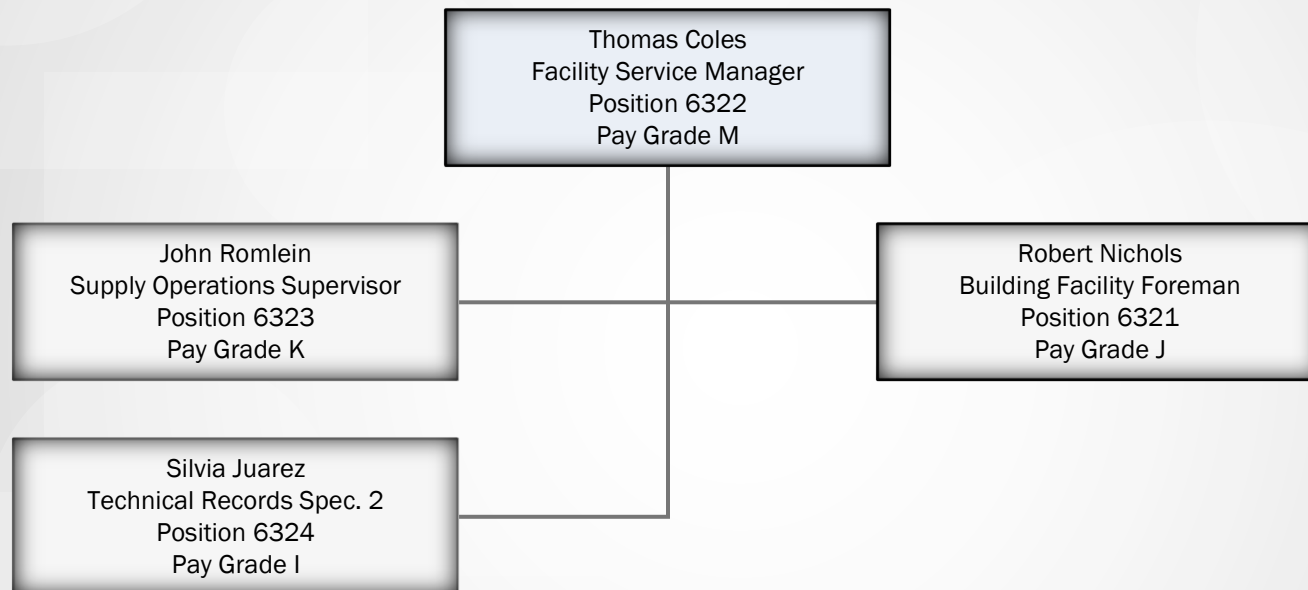 Thomas Coles
Facility Service Manager
Position 6322
Pay Grade M
John Romlein
Supply Operations Supervisor
Position 6323
Pay Grade K
Robert Nichols
Building Facility Foreman
Position 6321
Pay Grade J
Silvia Juarez
Technical Records Spec. 2
Position 6324
Pay Grade I